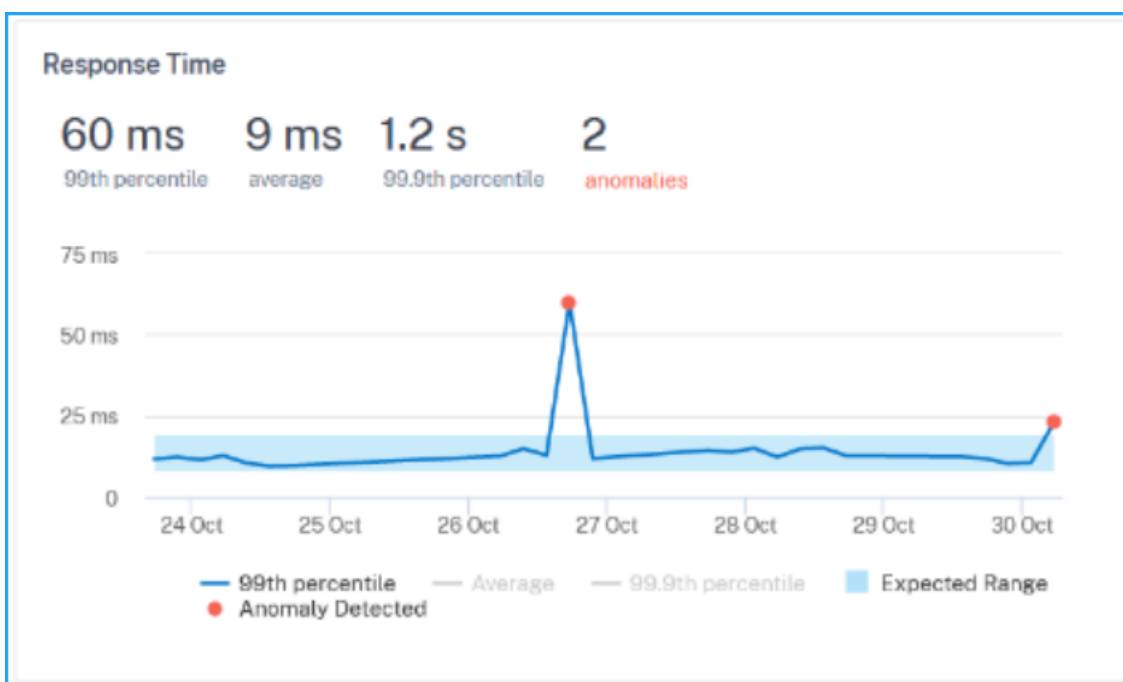 Response Time
60 ms 9 ms 1.2 s 2
99th percentile average 99.9th percentile anomalies
75 ms
50 ms
25 ms
0
24 Oct 25 Oct 26 Oct 27 Oct 28 Oct 29 Oct 30 Oct
99th percentile Average 99.9th percentile Expected Range
Anomaly Detected